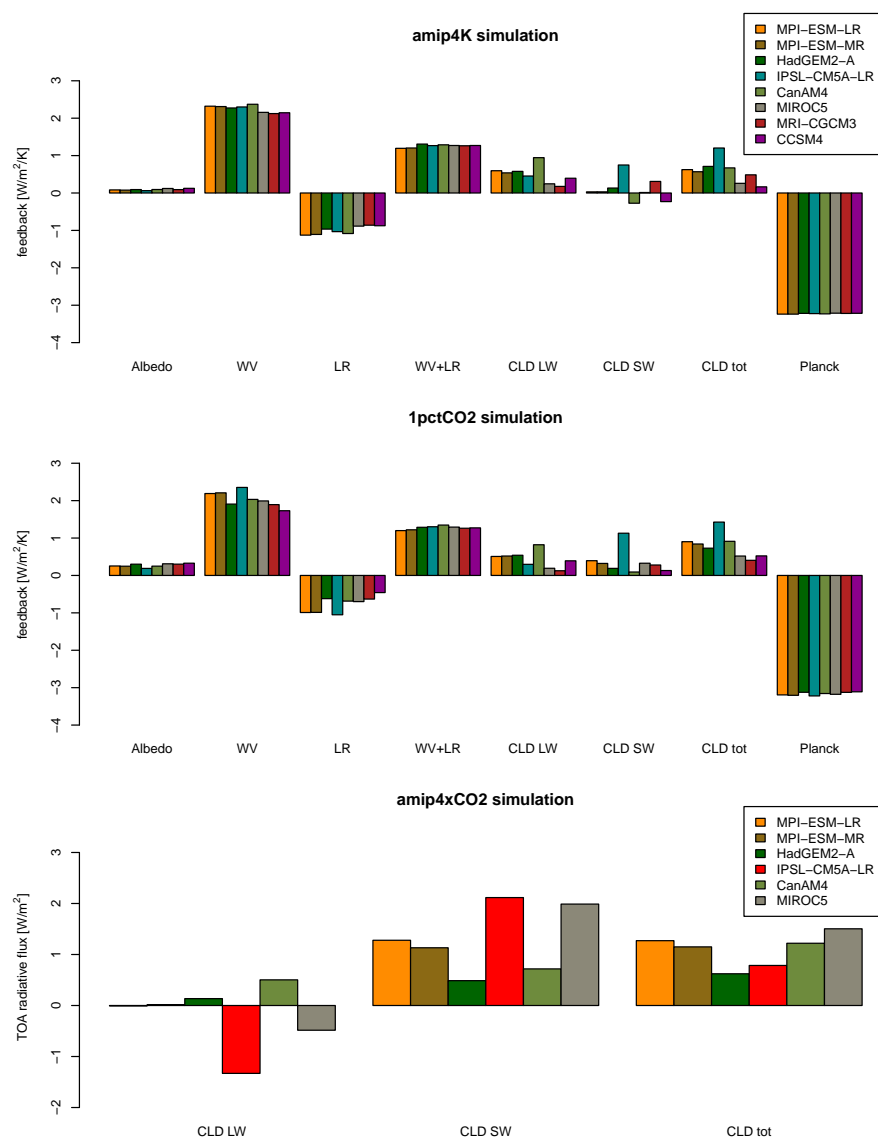 amip4K simulation
MPI−ESM−LR
MPI−ESM−MR
HadGEM2−A
IPSL−CM5A−LR
CanAM4
MIROC5
MRI−CGCM3
CCSM4
feedback [W/m²/K]
3
2
1
0
−1
−2
−3
−4
Albedo WV LR WV+LR CLD LW CLD SW CLD tot Planck
1pctCO2 simulation
feedback [W/m²/K]
3
2
1
0
−1
−2
−3
−4
Albedo WV LR WV+LR CLD LW CLD SW CLD tot Planck
amip4xCO2 simulation
MPI−ESM−LR
MPI−ESM−MR
HadGEM2−A
IPSL−CM5A−LR
CanAM4
MIROC5
TOA radiative flux [W/m²]
3
2
1
0
−1
−2
CLD LW CLD SW CLD tot